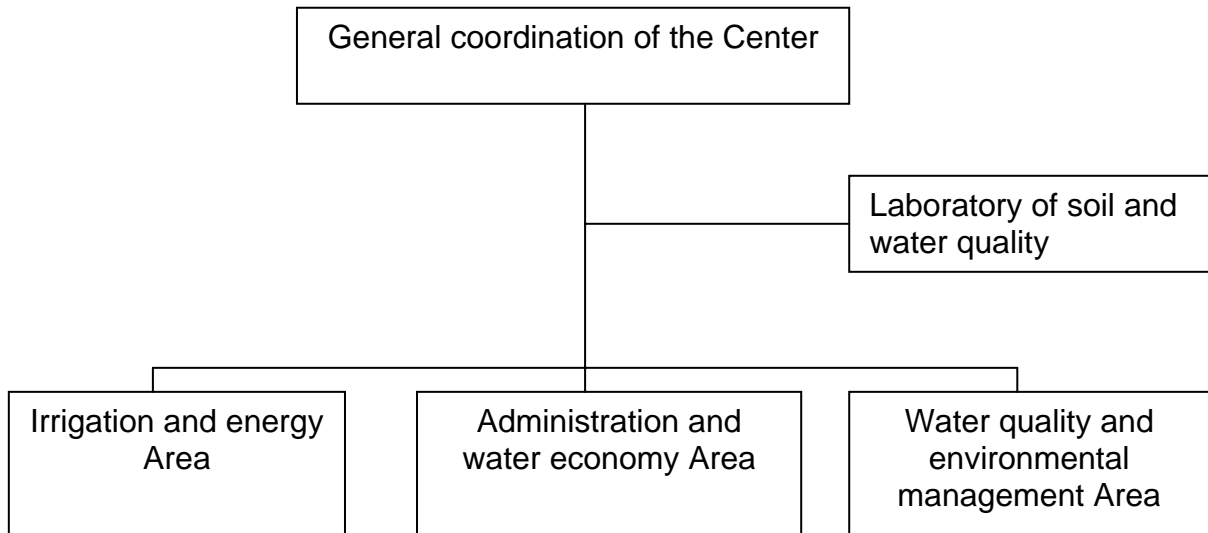 General coordination of the Center
Laboratory of soil and
water quality
Irrigation and energy
Area
Administration and
water economy Area
Water quality and
environmental
management Area